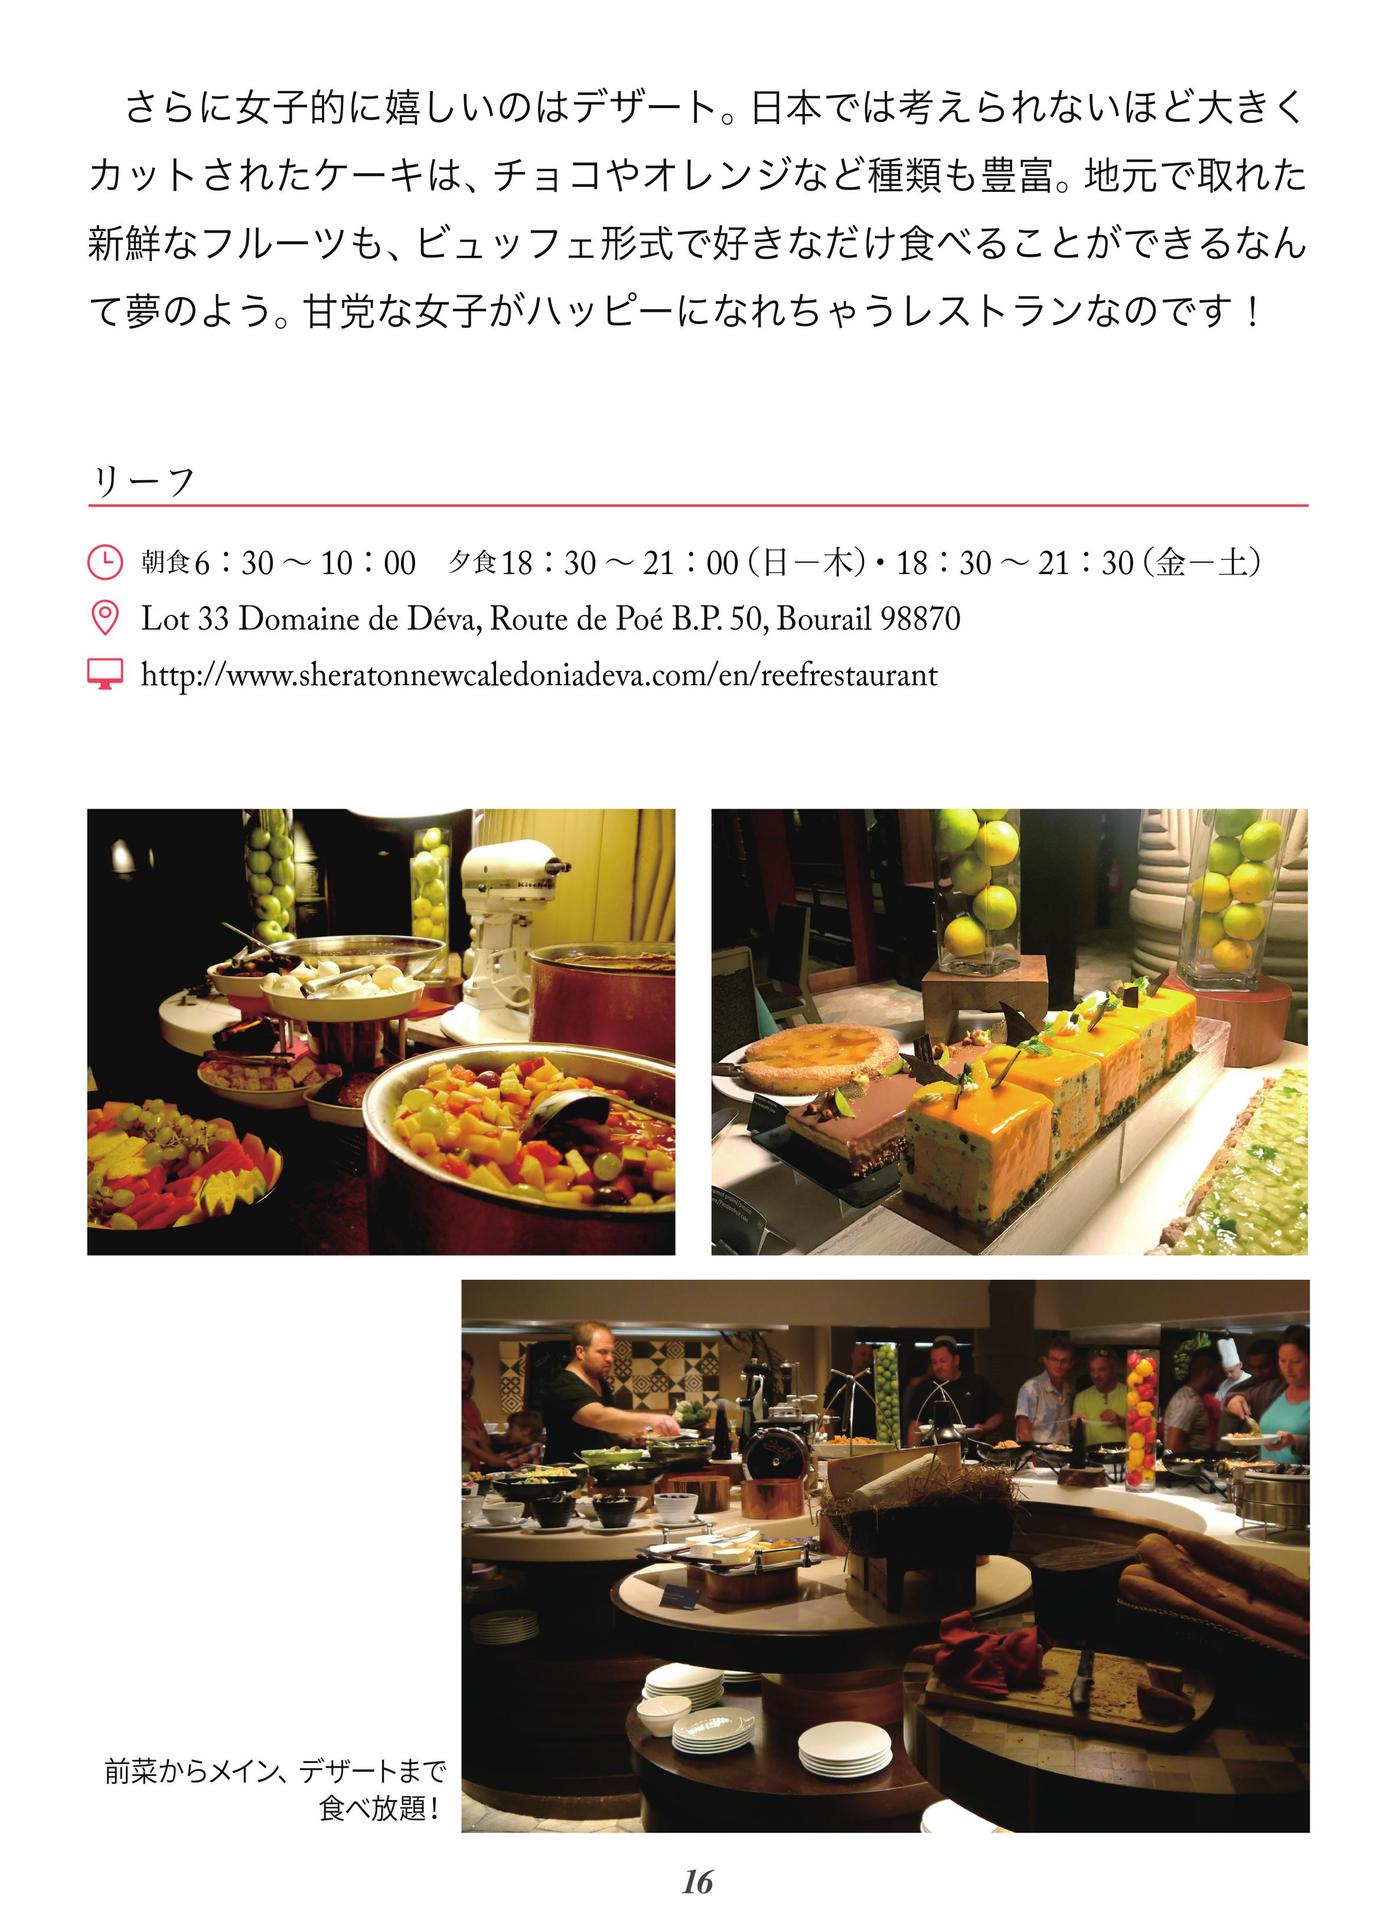 さらに女子的に嬉しいのはデザート。日本では考えられないほど大きく
カットされたケーキは、チョコやオレンジなど種類も豊富。地元で取れた
新鮮なフルーツも、ビュッフェ形式で好きなだけ食べることができるなん
て夢のよう。甘党な女子がハッピーになれちゃうレストランなのです！
リーフ
朝食6：30～10：00　夕食18：30～21：00（日－木）・18：30～21：30（金－土）
Lot 33 Domaine de Déva, Route de Poé B.P. 50, Bourail 98870
http://www.sheratonnewcaledoniadeva.com/en/reefrestaurant
前菜からメイン、デザートまで
食べ放題！
16